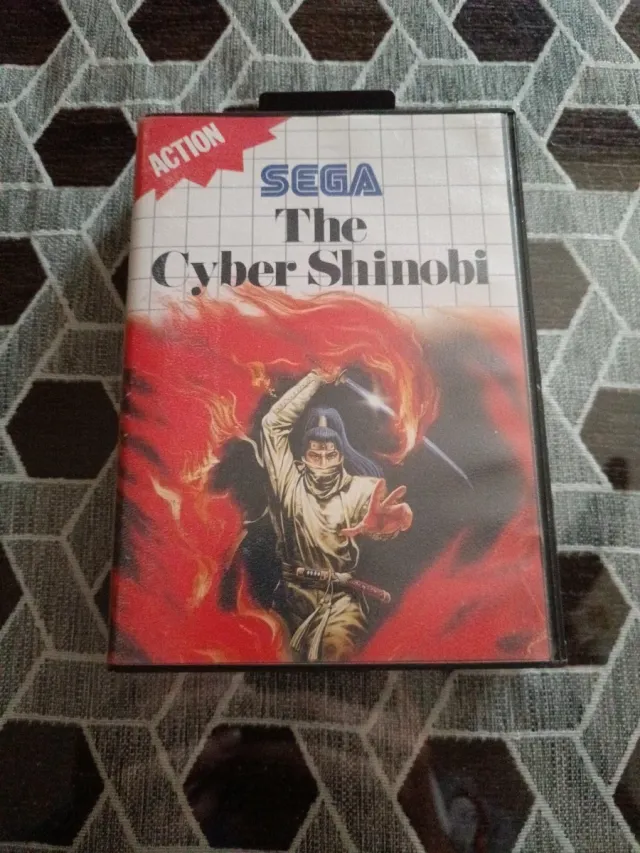 ACTION
SEGA
The
Cyber Shinobi